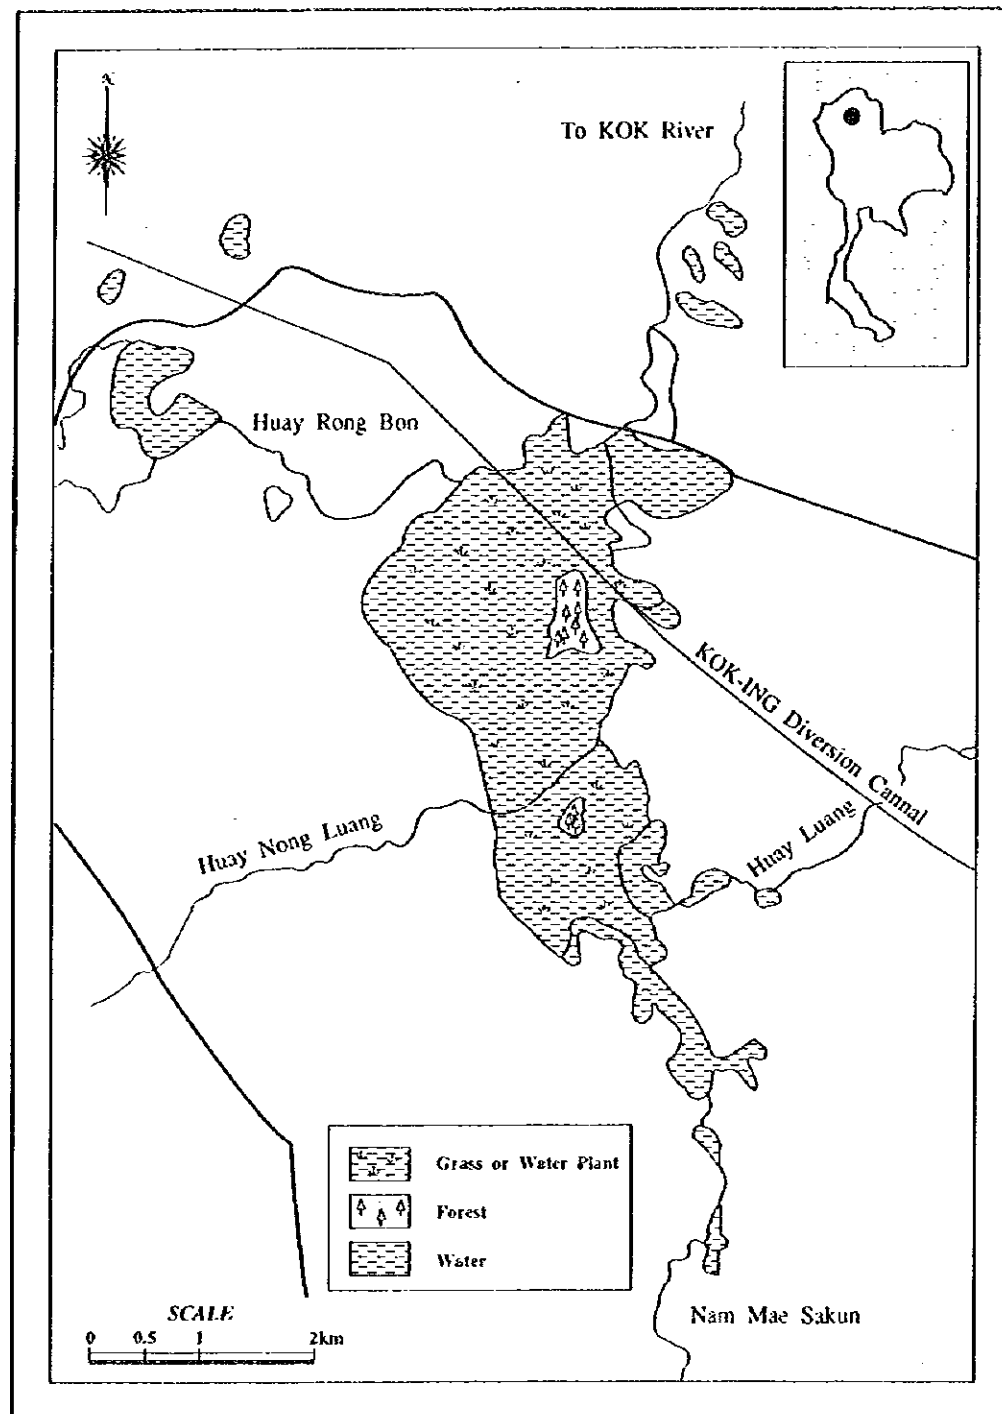 N
To KOK River
Huay Rong Bon
KOK-ING Diversion Cannal
Huay Luang
Huay Nong Luang
Grass or Water Plant
Forest
Water
Nam Mae Sakun
SCALE
0 0.5 1 2km